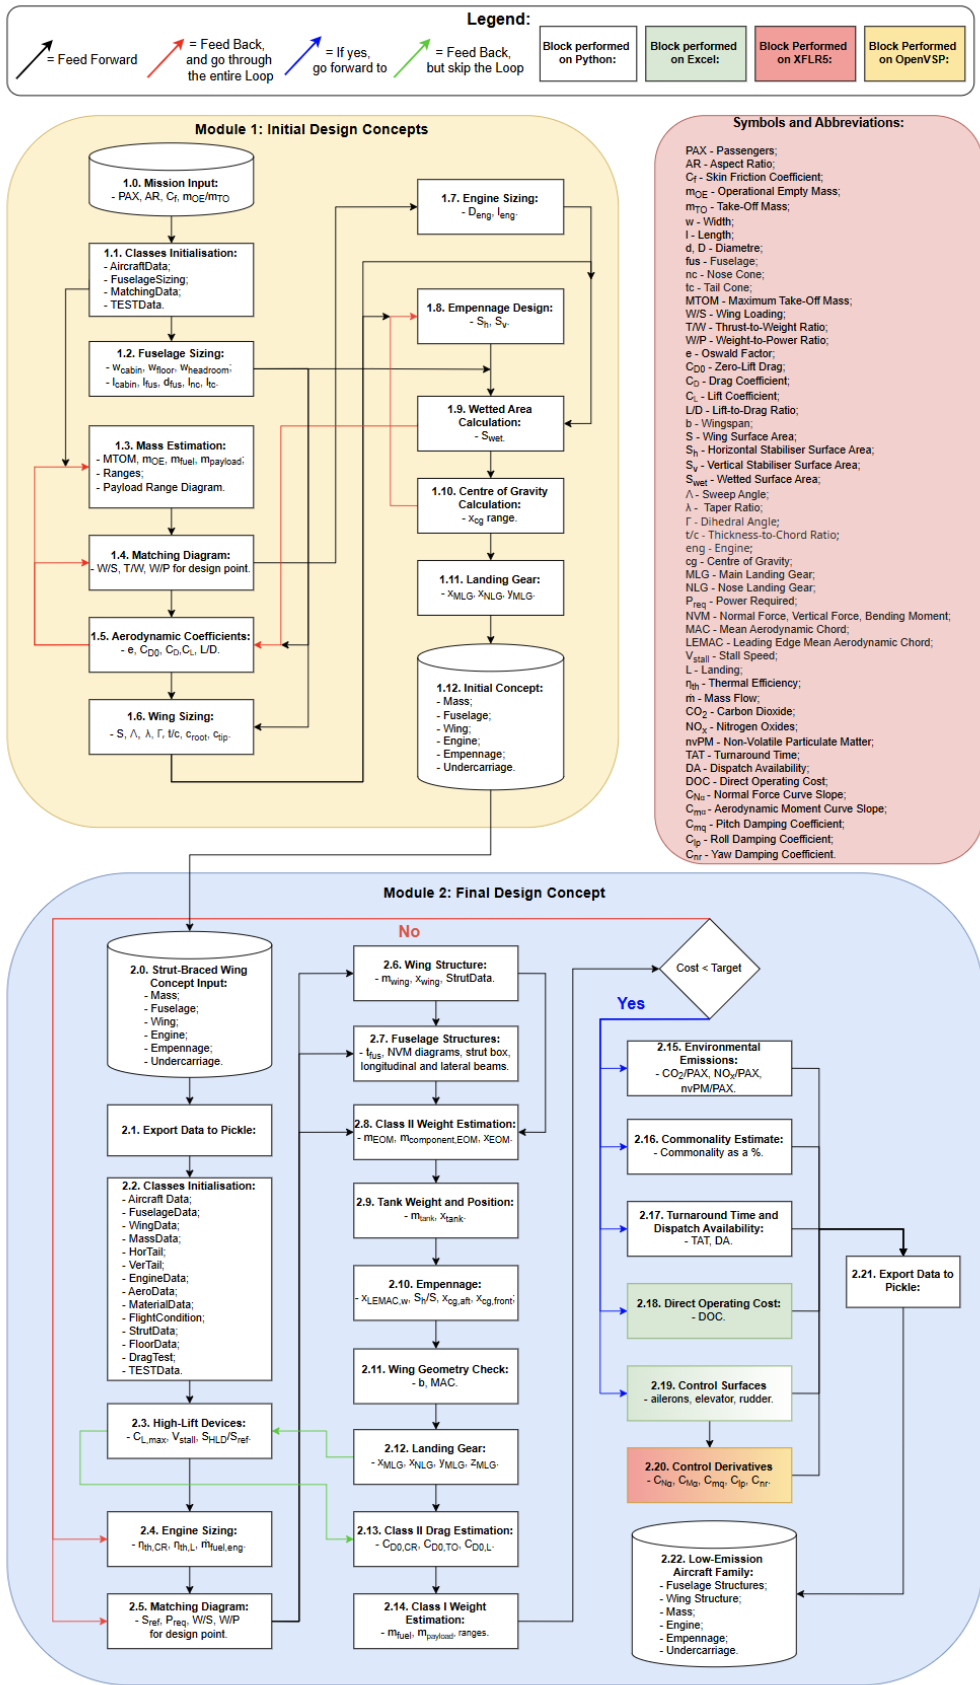 Legend:
= Feed Forward
= Feed Back,
and go through
the entire Loop
= If yes,
go forward to
= Feed Back,
but skip the Loop
Block performed
on Python:
Block performed
on Excel:
Block Performed
on XFLR5:
Block Performed
on OpenVSP:
Module 1: Initial Design Concepts
1.0. Mission Input:
- PAX, AR, Cf, mOE/mTO
1.1. Classes Initialisation:
- AircraftData;
- FuselageSizing;
- MatchingData;
- TESTData.
1.2. Fuselage Sizing:
- wcabin, wfloor, wheadroom;
- lcabin, lfus, dfus, lnc, ltc.
1.3. Mass Estimation:
- MTOM, mOE, mfuel, mpayload;
- Ranges;
- Payload Range Diagram.
1.4. Matching Diagram:
- W/S, T/W, W/P for design point.
1.5. Aerodynamic Coefficients:
- e, CD0, CD,CL, L/D.
1.6. Wing Sizing:
- S, Λ, λ, Γ, t/c, croot, ctip.
1.7. Engine Sizing:
- Deng, leng.
1.8. Empennage Design:
- Sh, Sv.
1.9. Wetted Area
Calculation:
- Swet.
1.10. Centre of Gravity
Calculation:
- xcg range.
1.11. Landing Gear:
- xMLG, xNLG, yMLG.
1.12. Initial Concept:
- Mass;
- Fuselage;
- Wing;
- Engine;
- Empennage;
- Undercarriage.
Symbols and Abbreviations:
PAX - Passengers;
AR - Aspect Ratio;
Cf - Skin Friction Coefficient;
mOE - Operational Empty Mass;
mTO - Take-Off Mass;
w - Width;
l - Length;
d, D - Diametre;
fus - Fuselage;
nc - Nose Cone;
tc - Tail Cone;
MTOM - Maximum Take-Off Mass;
W/S - Wing Loading;
T/W - Thrust-to-Weight Ratio;
W/P - Weight-to-Power Ratio;
e - Oswald Factor;
CD0 - Zero-Lift Drag;
CD - Drag Coefficient;
CL - Lift Coefficient;
L/D - Lift-to-Drag Ratio;
b - Wingspan;
S - Wing Surface Area;
Sh - Horizontal Stabiliser Surface Area;
Sv - Vertical Stabiliser Surface Area;
Swet - Wetted Surface Area;
Λ - Sweep Angle;
λ - Taper Ratio;
Γ - Dihedral Angle;
t/c - Thickness-to-Chord Ratio;
eng - Engine;
cg - Centre of Gravity;
MLG - Main Landing Gear;
NLG - Nose Landing Gear;
Preq - Power Required;
NVM - Normal Force, Vertical Force, Bending Moment;
MAC - Mean Aerodynamic Chord;
LEMAC - Leading Edge Mean Aerodynamic Chord;
Vstall - Stall Speed;
L - Landing;
ηth - Thermal Efficiency;
ṁ - Mass Flow;
CO2 - Carbon Dioxide;
NOx - Nitrogen Oxides;
nvPM - Non-Volatile Particulate Matter;
TAT - Turnaround Time;
DA - Dispatch Availability;
DOC - Direct Operating Cost;
CNα - Normal Force Curve Slope;
Cmα - Aerodynamic Moment Curve Slope;
Cmq - Pitch Damping Coefficient;
Clp - Roll Damping Coefficient;
Cnr - Yaw Damping Coefficient.
Module 2: Final Design Concept
2.0. Strut-Braced Wing
Concept Input:
- Mass;
- Fuselage;
- Wing;
- Engine;
- Empennage;
- Undercarriage.
2.1. Export Data to Pickle:
2.2. Classes Initialisation:
- Aircraft Data;
- FuselageData;
- WingData;
- MassData;
- HorTail;
- VerTail;
- EngineData;
- AeroData;
- MaterialData;
- FlightCondition;
- StrutData;
- FloorData;
- DragTest;
- TESTData.
2.3. High-Lift Devices:
- CL,max, Vstall, SHLD/Sref.
2.4. Engine Sizing:
- ηth,CR, ηth,L, ṁfuel,eng.
2.5. Matching Diagram:
- Sref, Preq, W/S, W/P
for design point.
No
2.6. Wing Structure:
- mwing, xwing, StrutData.
2.7. Fuselage Structures:
- tfus, NVM diagrams, strut box,
longitudinal and lateral beams.
2.8. Class II Weight Estimation:
- mEOM, mcomponent,EOM, xEOM.
2.9. Tank Weight and Position:
- mtank, xtank.
2.10. Empennage:
- xLEMAC,w, Sh/S, xcg,aft, xcg,front;
2.11. Wing Geometry Check:
- b, MAC.
2.12. Landing Gear:
- xMLG, xNLG, yMLG, zMLG.
2.13. Class II Drag Estimation:
- CD0,CR, CD0,TO, CD0,L.
2.14. Class I Weight
Estimation:
- mfuel, mpayload, ranges.
Cost < Target
Yes
2.15. Environmental
Emissions:
- CO2/PAX, NOx/PAX,
nvPM/PAX.
2.16. Commonality Estimate:
- Commonality as a %.
2.17. Turnaround Time and
Dispatch Availability:
- TAT, DA.
2.18. Direct Operating Cost:
- DOC.
2.19. Control Surfaces
- ailerons, elevator, rudder.
2.20. Control Derivatives
- CNα, CMα, Cmq, Clp, Cnr.
2.21. Export Data to
Pickle:
2.22. Low-Emission
Aircraft Family:
- Fuselage Structures;
- Wing Structure;
- Mass;
- Engine;
- Empennage;
- Undercarriage.